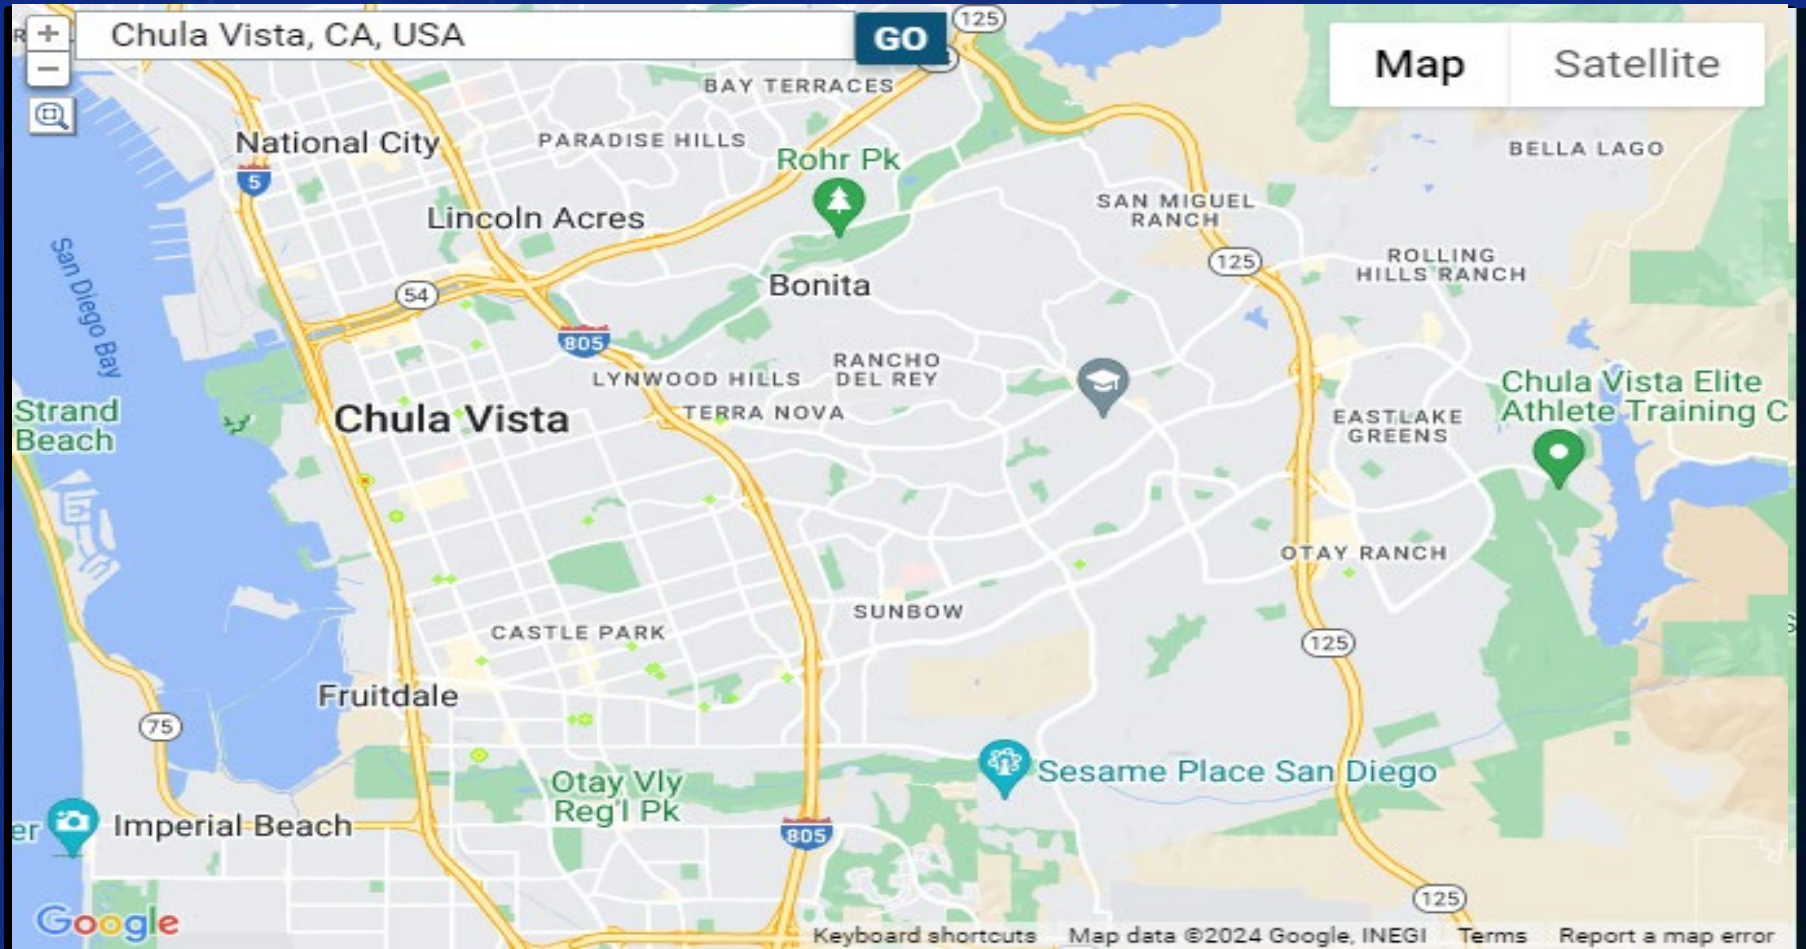 +
Chula Vista, CA, USA
GO
125
Map
Satellite
−
BAY TERRACES
National City
PARADISE HILLS
Rohr Pk
BELLA LAGO
5
SAN MIGUEL
RANCH
Lincoln Acres
San Diego Bay
125
ROLLING
HILLS RANCH
54
Bonita
805
LYNWOOD HILLS
RANCHO
DEL REY
Chula Vista Elite
Athlete Training C
Strand
Beach
Chula Vista
TERRA NOVA
EASTLAKE
GREENS
OTAY RANCH
SUNBOW
CASTLE PARK
125
Fruitdale
75
Otay Vly
Reg'l Pk
Sesame Place San Diego
er
Imperial Beach
805
125
Google
Keyboard shortcuts
Map data ©2024 Google, INEGI
Terms
Report a map error